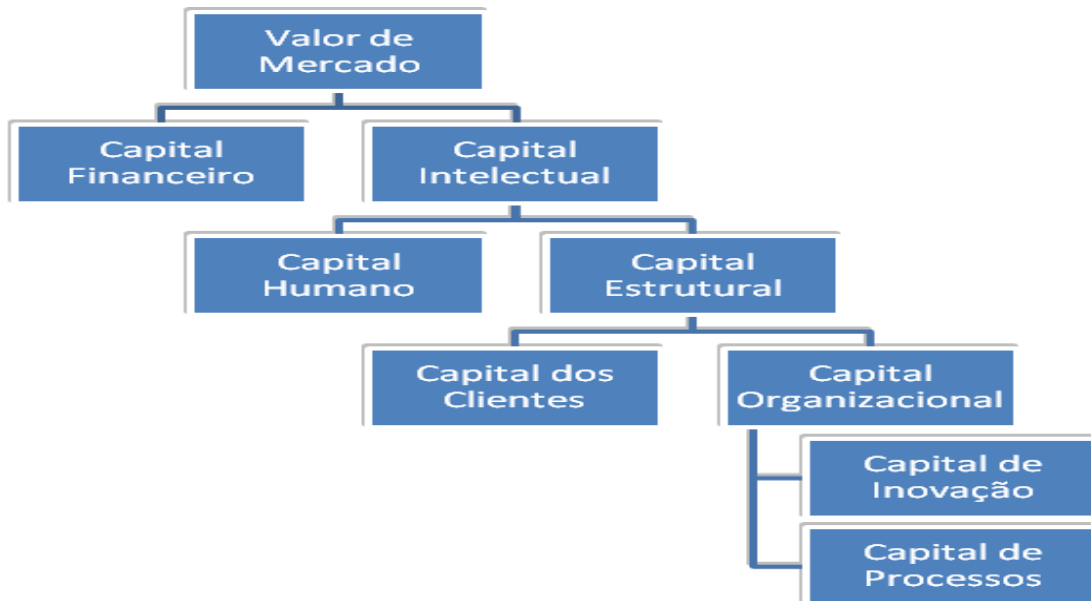 Valor de
Mercado
Capital
Financeiro
Capital
Intelectual
Capital
Humano
Capital
Estrutural
Capital dos
Clientes
Capital
Organizacional
Capital de
Inovação
Capital de
Processos